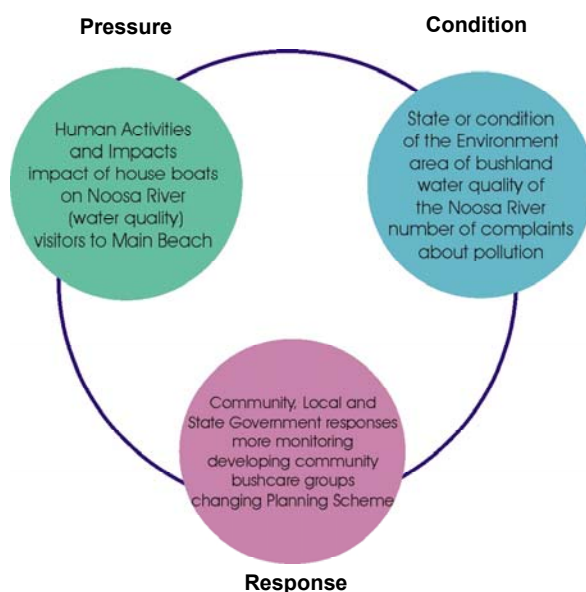 Pressure
Human Activities
and Impacts
impact of house boats
on Noosa River
(water quality)
visitors to Main Beach
Condition
State or condition
of the Environment
area of bushland
water quality of
the Noosa River
number of complaints
about pollution
Community, Local and
State Government responses
more monitoring
developing community
bushcare groups
changing Planning Scheme
Response